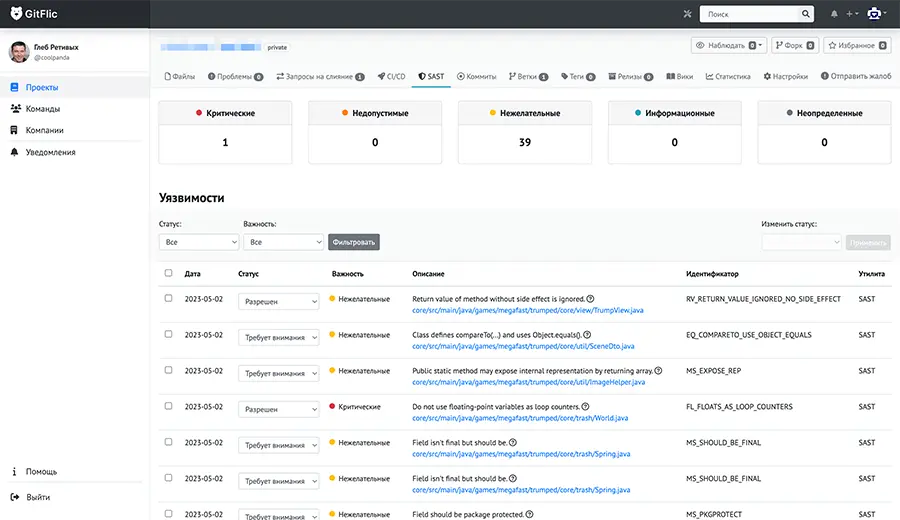 GitFlic
Поиск
Глеб Ретивых
@coolpanda
Проекты
Команды
Компании
Уведомления
Помощь
Выйти
private
Наблюдать 0
Форк 0
Избранное 0
Файлы Проблемы 0 Запросы на слияние 1 CI/CD SAST Коммиты Ветки 1 Теги 0 Релизы 0 Вики Статистика Настройки Отправить жалоб
Критические Недопустимые Нежелательные Информационные Неопределенные
1 0 39 0 0
Уязвимости
Статус: Важность: Изменить статус:
Все Все Фильтровать Применить
Дата Статус Важность Описание Идентификатор Утилита
2023-05-02 Разрешен Нежелательные Return value of method without side effect is ignored. RV_RETURN_VALUE_IGNORED_NO_SIDE_EFFECT SAST
core/src/main/java/games/megafast/trumped/core/view/TrumpView.java
2023-05-02 Требует внимания Нежелательные Class defines compareTo(...) and uses Object.equals(). EQ_COMPARETO_USE_OBJECT_EQUALS SAST
core/src/main/java/games/megafast/trumped/core/util/SceneDto.java
2023-05-02 Требует внимания Нежелательные Public static method may expose internal representation by returning array. MS_EXPOSE_REP SAST
core/src/main/java/games/megafast/trumped/core/util/ImageHelper.java
2023-05-02 Разрешен Критические Do not use floating-point variables as loop counters. FL_FLOATS_AS_LOOP_COUNTERS SAST
core/src/main/java/games/megafast/trumped/core/trash/World.java
2023-05-02 Требует внимания Нежелательные Field isn't final but should be. MS_SHOULD_BE_FINAL SAST
core/src/main/java/games/megafast/trumped/core/trash/Spring.java
2023-05-02 Требует внимания Нежелательные Field isn't final but should be. MS_SHOULD_BE_FINAL SAST
core/src/main/java/games/megafast/trumped/core/trash/Spring.java
2023-05-02 Требует внимания Нежелательные Field should be package protected. MS_PKGPROTECT SAST